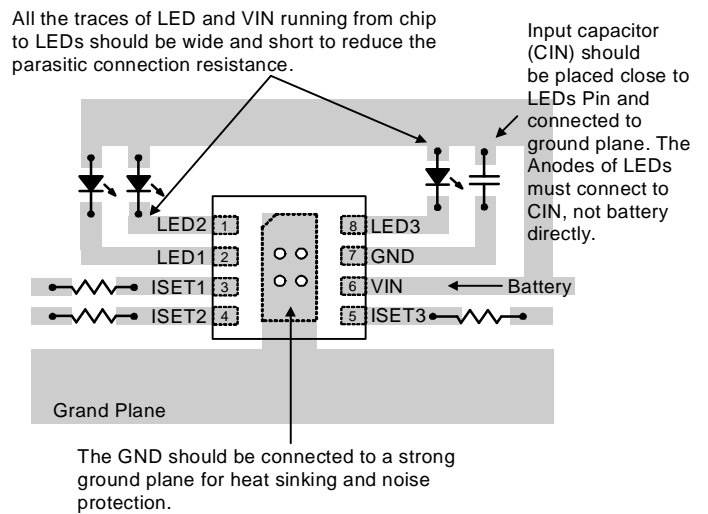 All the traces of LED and VIN running from chip
to LEDs should be wide and short to reduce the
parasitic connection resistance.
Input capacitor
(CIN) should
be placed close to
LEDs Pin and
connected to
ground plane. The
Anodes of LEDs
must connect to
CIN, not battery
directly.
LED2 1
LED1 2
ISET1 3
ISET2 4
8 LED3
7 GND
6 VIN
Battery
5 ISET3
Grand Plane
The GND should be connected to a strong
ground plane for heat sinking and noise
protection.